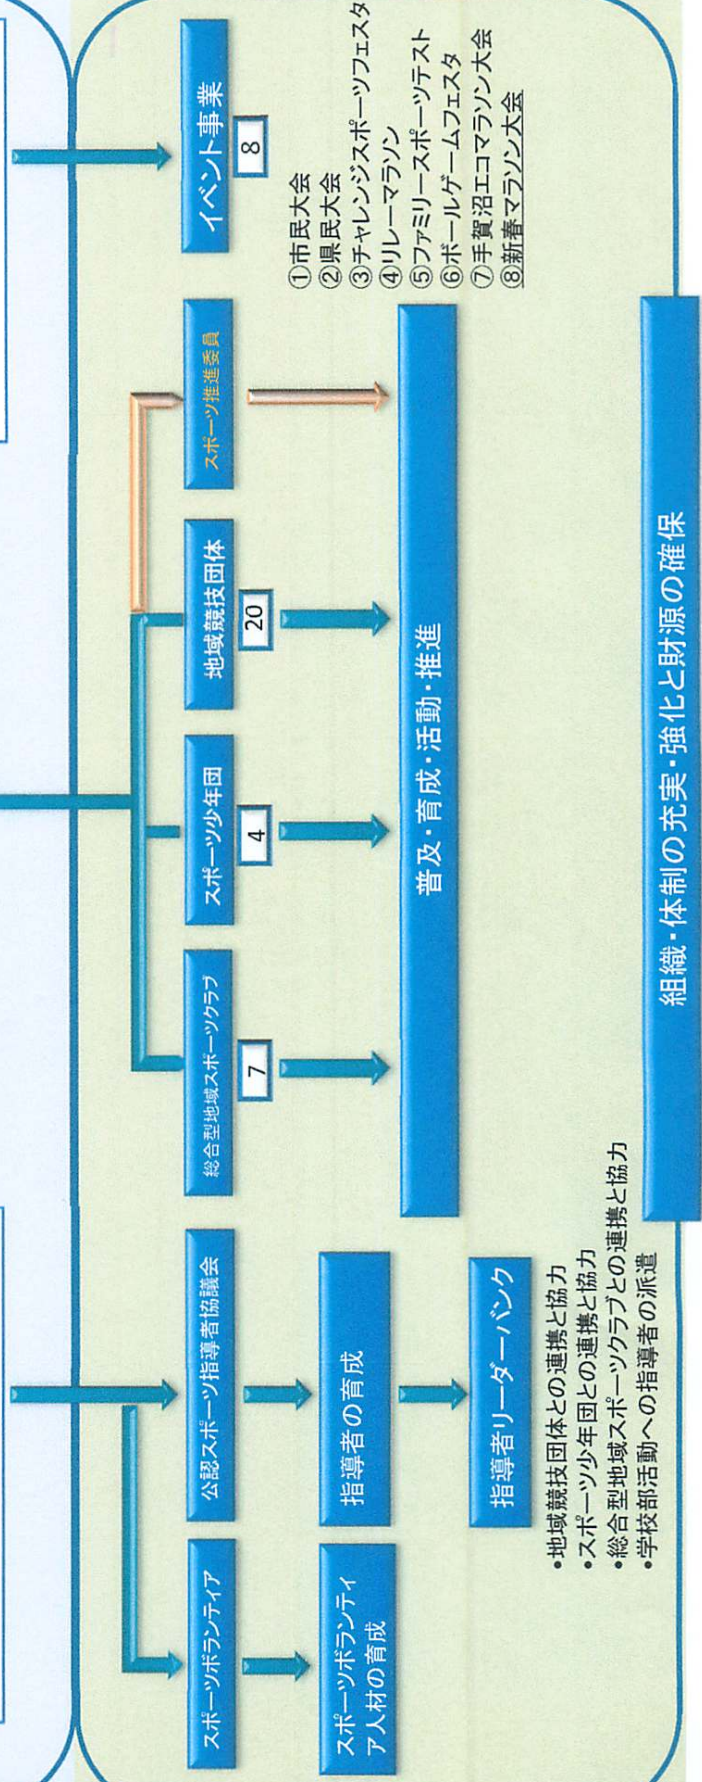 スポーツボランティア
公認スポーツ指導者協議会
総合型地域スポーツクラブ
7
スポーツ少年団
4
地域競技団体
20
スポーツ推進委員
イベント事業
8
スポーツボランティ
ア人材の育成
指導者の育成
指導者リーダーバンク
・地域競技団体との連携と協力
・スポーツ少年団との連携と協力
・総合型地域スポーツクラブとの連携と協力
・学校部活動への指導者の派遣
普及・育成・活動・推進
①市民大会
②県民大会
③チャレンジスポーツフェスタ
④リレーマラソン
⑤ファミリースポーツテスト
⑥ボールゲームフェスタ
⑦手賀沼エコマラソン大会
⑧新春マラソン大会
組織・体制の充実・強化と財源の確保